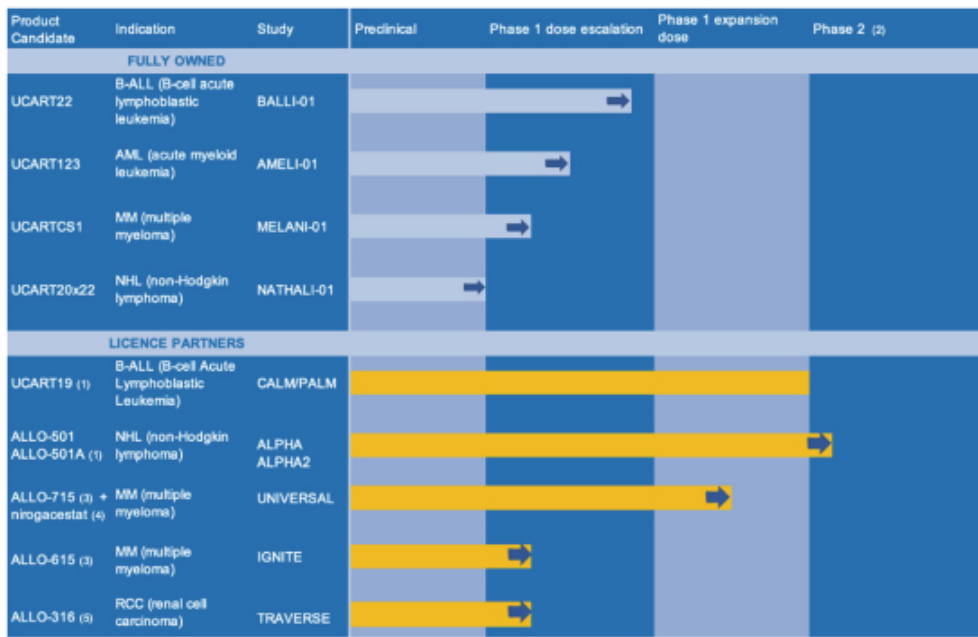 Product Candidate Indication Study Preclinical Phase 1 dose escalation Phase 1 expansion dose Phase 2 (2)
FULLY OWNED
UCART22 B-ALL (B-cell acute lymphoblastic leukemia) BALLI-01
UCART123 AML (acute myeloid leukemia) AMELI-01
UCARTCS1 MM (multiple myeloma) MELANI-01
UCART20x22 NHL (non-Hodgkin lymphoma) NATHALI-01
LICENCE PARTNERS
UCART19 (1) B-ALL (B-cell Acute Lymphoblastic Leukemia) CALM/PALM
ALLO-501 ALLO-501A (1) NHL (non-Hodgkin lymphoma) ALPHA ALPHA2
ALLO-715 (3) + nirogacestat (4) MM (multiple myeloma) UNIVERSAL
ALLO-615 (3) MM (multiple myeloma) IGNITE
ALLO-316 (5) RCC (renal cell carcinoma) TRAVERSE